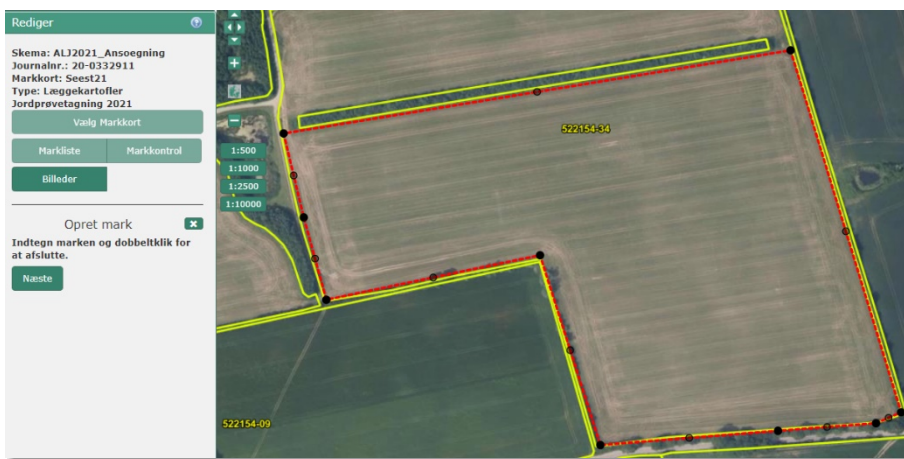 Rediger
Skema: ALJ2021_Ansoegning
Journalnr.: 20-0332911
Markkort: Seest21
Type: Læggekartofler
Jordprøvetagning 2021
Vælg Markkort
Markliste
Markkontrol
Billeder
Opret mark
Indtegn marken og dobbeltklik for
at afslutte.
Næste
1:500
1:1000
1:2500
1:10000
522154-34
522154-09